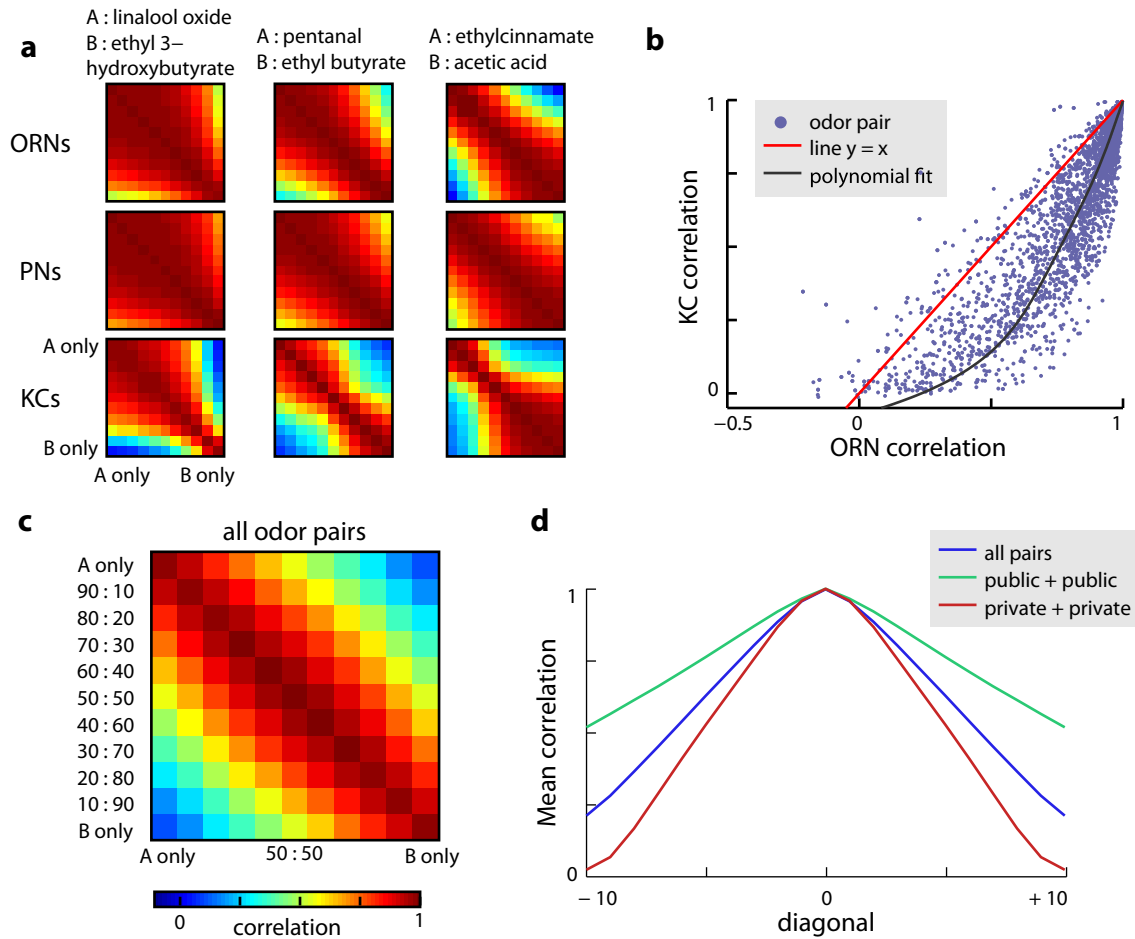 a
A : linalool oxide
B : ethyl 3–
hydroxybutyrate
A : pentanal
B : ethyl butyrate
A : ethylcinnamate
B : acetic acid
ORNs
PNs
KCs
A only
B only
A only
B only
b
odor pair
line y = x
polynomial fit
KC correlation
1
0
−0.5
0
1
ORN correlation
c
all odor pairs
A only
90 : 10
80 : 20
70 : 30
60 : 40
50 : 50
40 : 60
30 : 70
20 : 80
10 : 90
B only
A only
50 : 50
B only
0
1
correlation
d
all pairs
public + public
private + private
Mean correlation
1
0
− 10
0
+ 10
diagonal